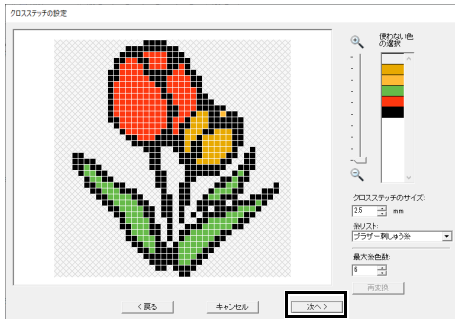 クロスステッチの設定
使わない色
の選択
クロスステッチのサイズ:
2.5 mm
糸リスト:
ブラザー刺しゅう糸
最大糸色数:
6
再変換
< 戻る
キャンセル
次へ >